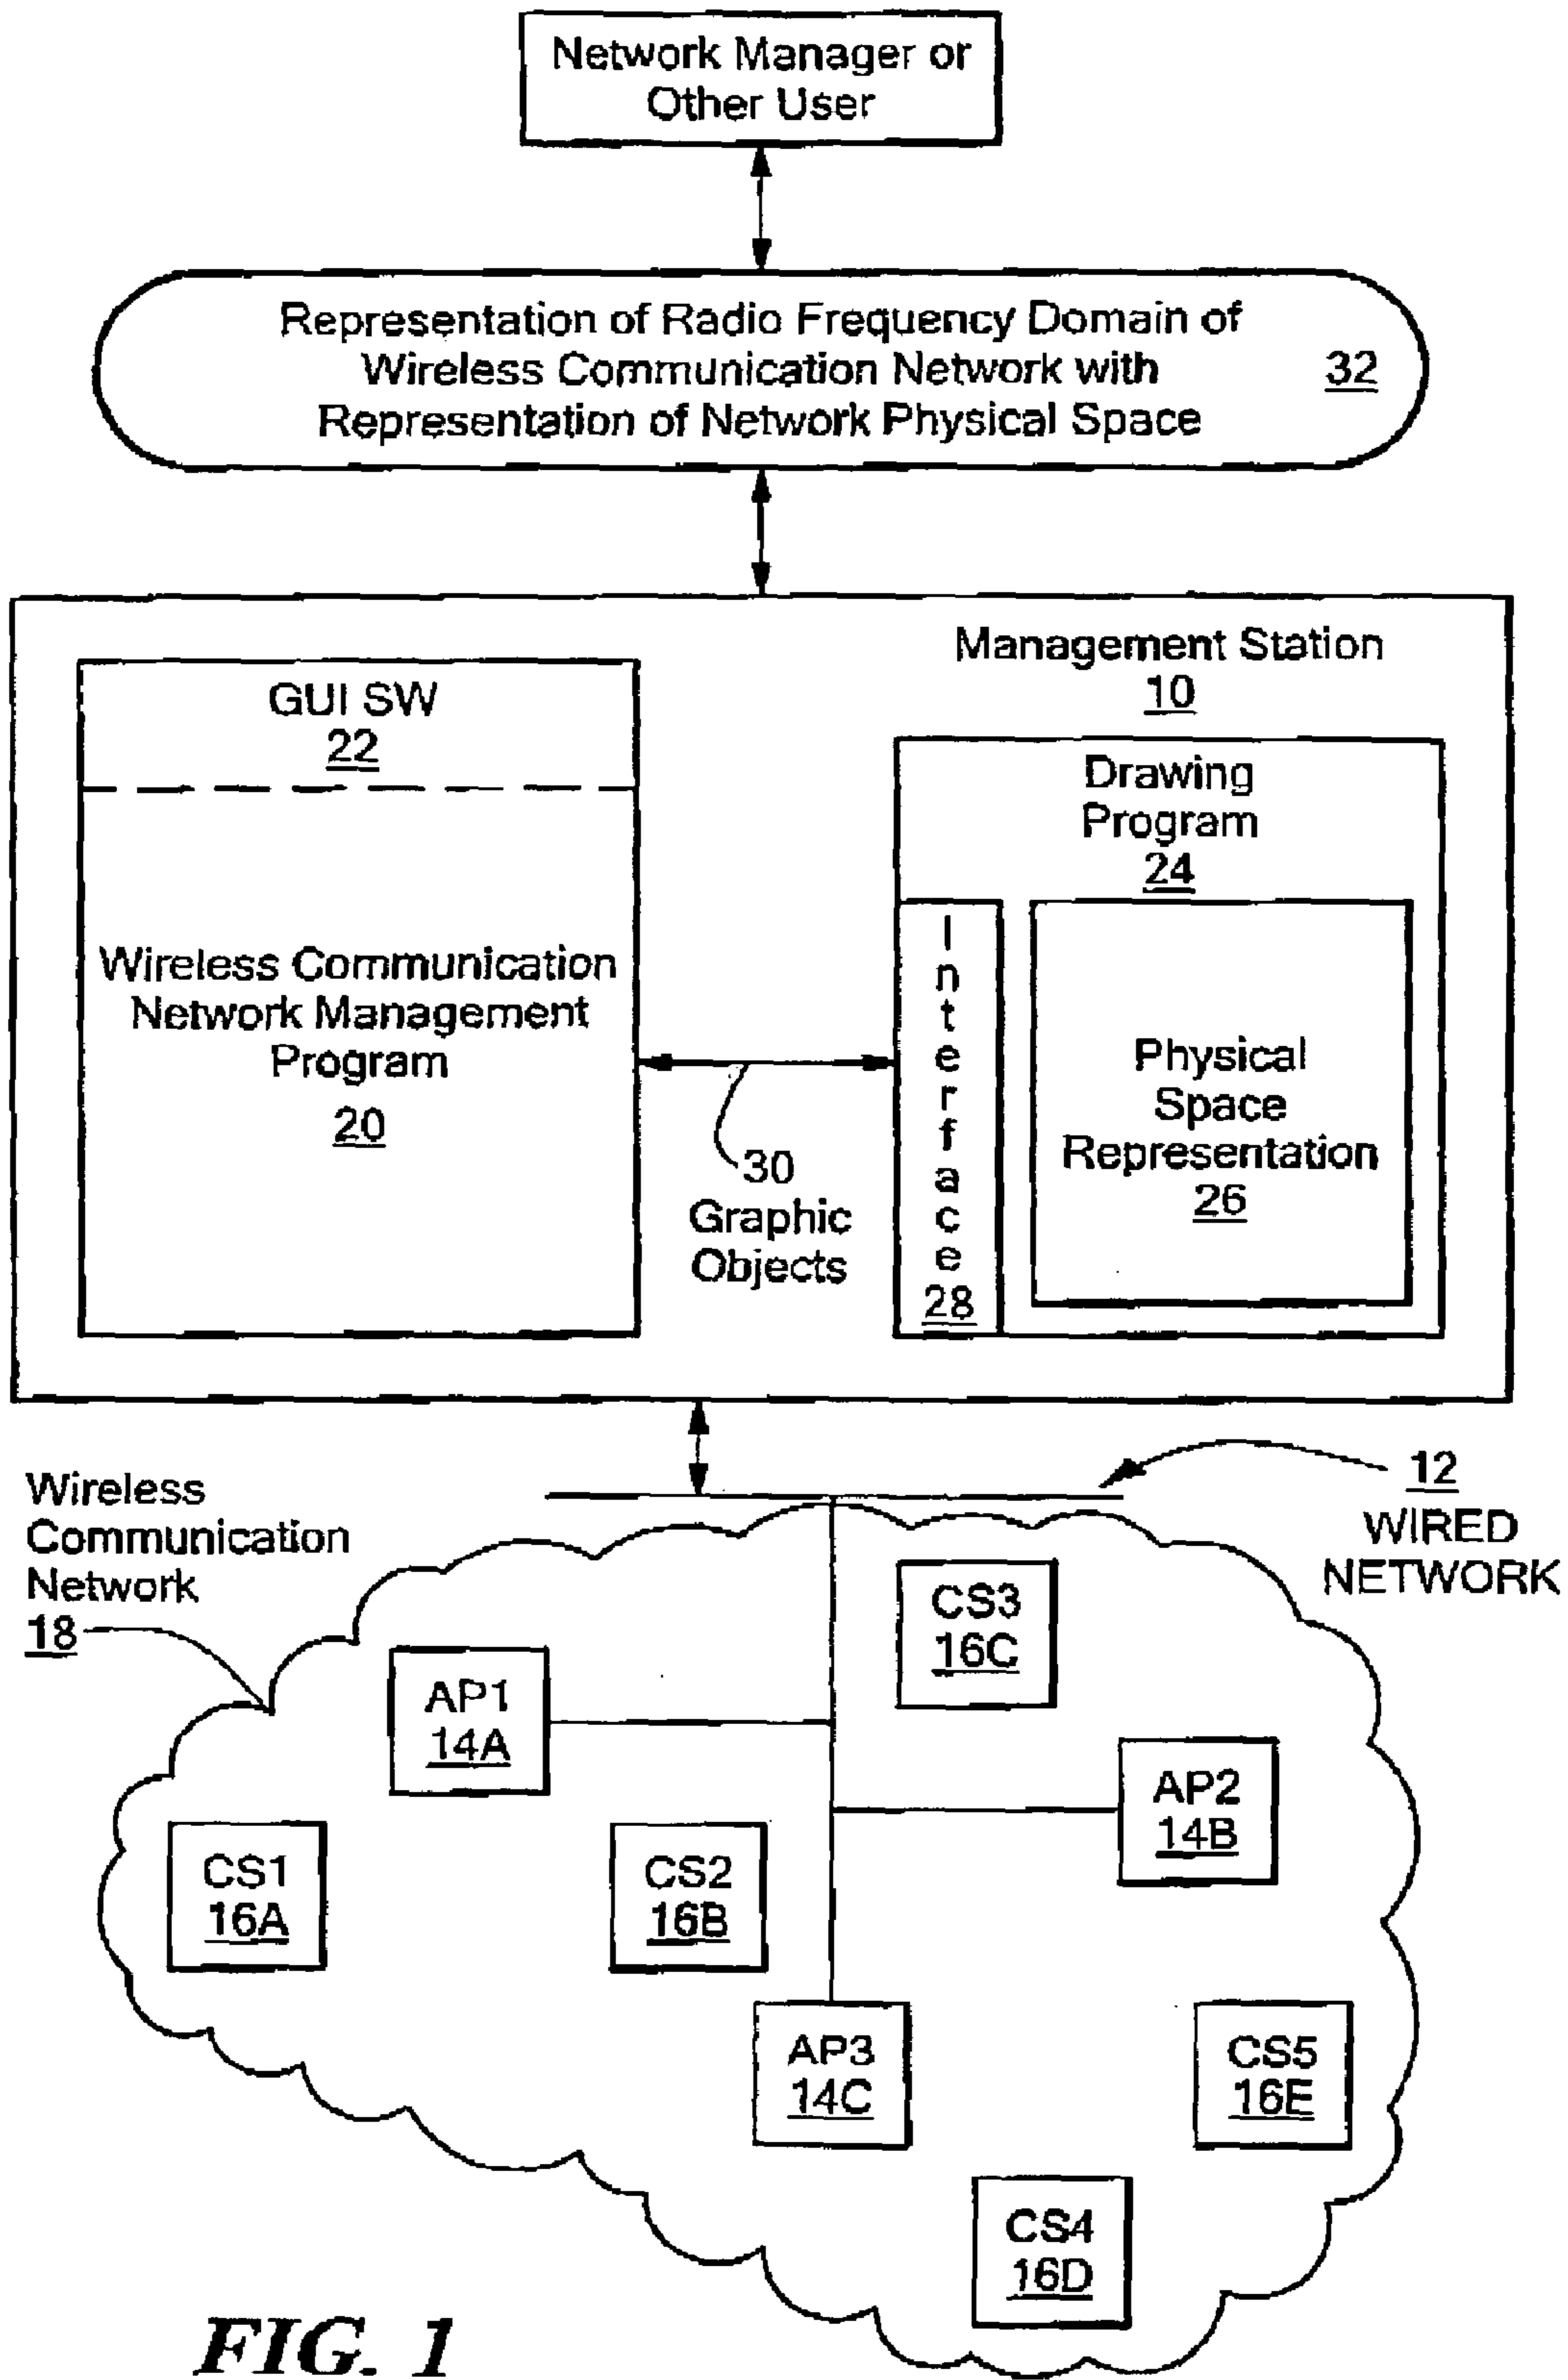 Network Manager or
Other User
Representation of Radio Frequency Domain of
Wireless Communication Network with
Representation of Network Physical Space
32
Management Station
10
GUI SW
22
Wireless Communication
Network Management
Program
20
30
Graphic
Objects
Drawing
Program
24
Interface
28
Physical
Space
Representation
26
Wireless
Communication
Network
18
12
WIRED
NETWORK
CS3
16C
AP1
14A
AP2
14B
CS1
16A
CS2
16B
AP3
14C
CS5
16E
CS4
16D
FIG. 1